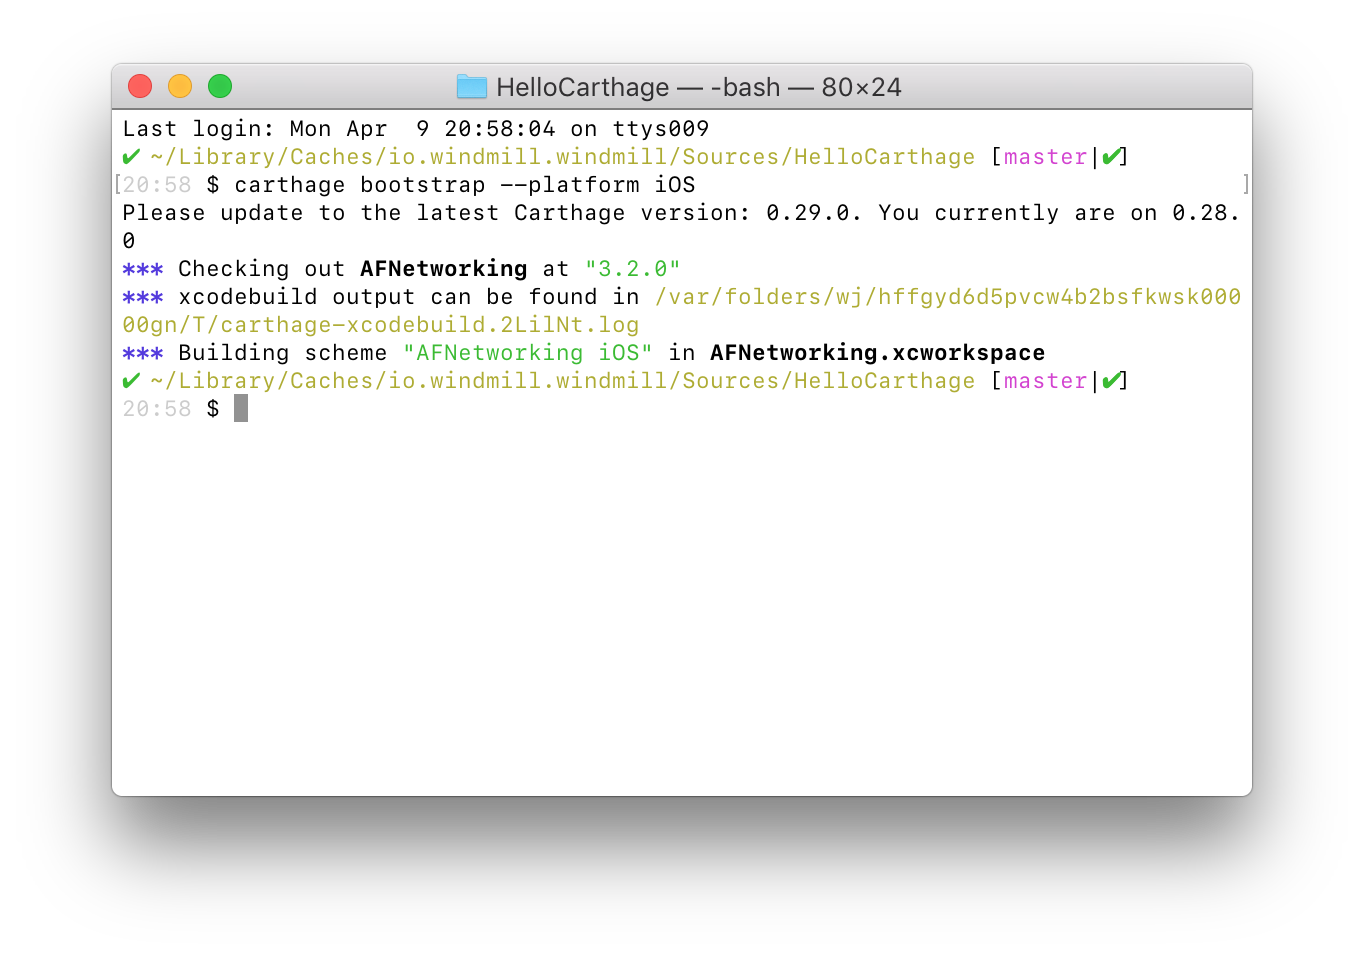 HelloCarthage — -bash — 80×24
Last login: Mon Apr  9 20:58:04 on ttys009
✔ ~/Library/Caches/io.windmill.windmill/Sources/HelloCarthage [master|✔]
[20:58 $ carthage bootstrap --platform iOS ]
Please update to the latest Carthage version: 0.29.0. You currently are on 0.28.
0
*** Checking out AFNetworking at "3.2.0"
*** xcodebuild output can be found in /var/folders/wj/hffgyd6d5pvcw4b2bsfkwsk000
00gn/T/carthage-xcodebuild.2LilNt.log
*** Building scheme "AFNetworking iOS" in AFNetworking.xcworkspace
✔ ~/Library/Caches/io.windmill.windmill/Sources/HelloCarthage [master|✔]
20:58 $